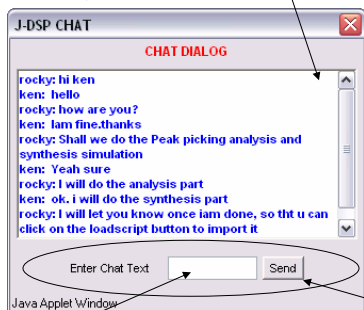 J-DSP CHAT
CHAT DIALOG
rocky: hi ken
ken:  hello
rocky: how are you?
ken:  Iam fine.thanks
rocky: Shall we do the Peak picking analysis and
synthesis simulation
ken:  Yeah sure
rocky: I will do the analysis part
ken:  ok. i will do the synthesis part
rocky: I will let you know once iam done, so tht u can
click on the loadscript button to import it
Enter Chat Text Send
Java Applet Window